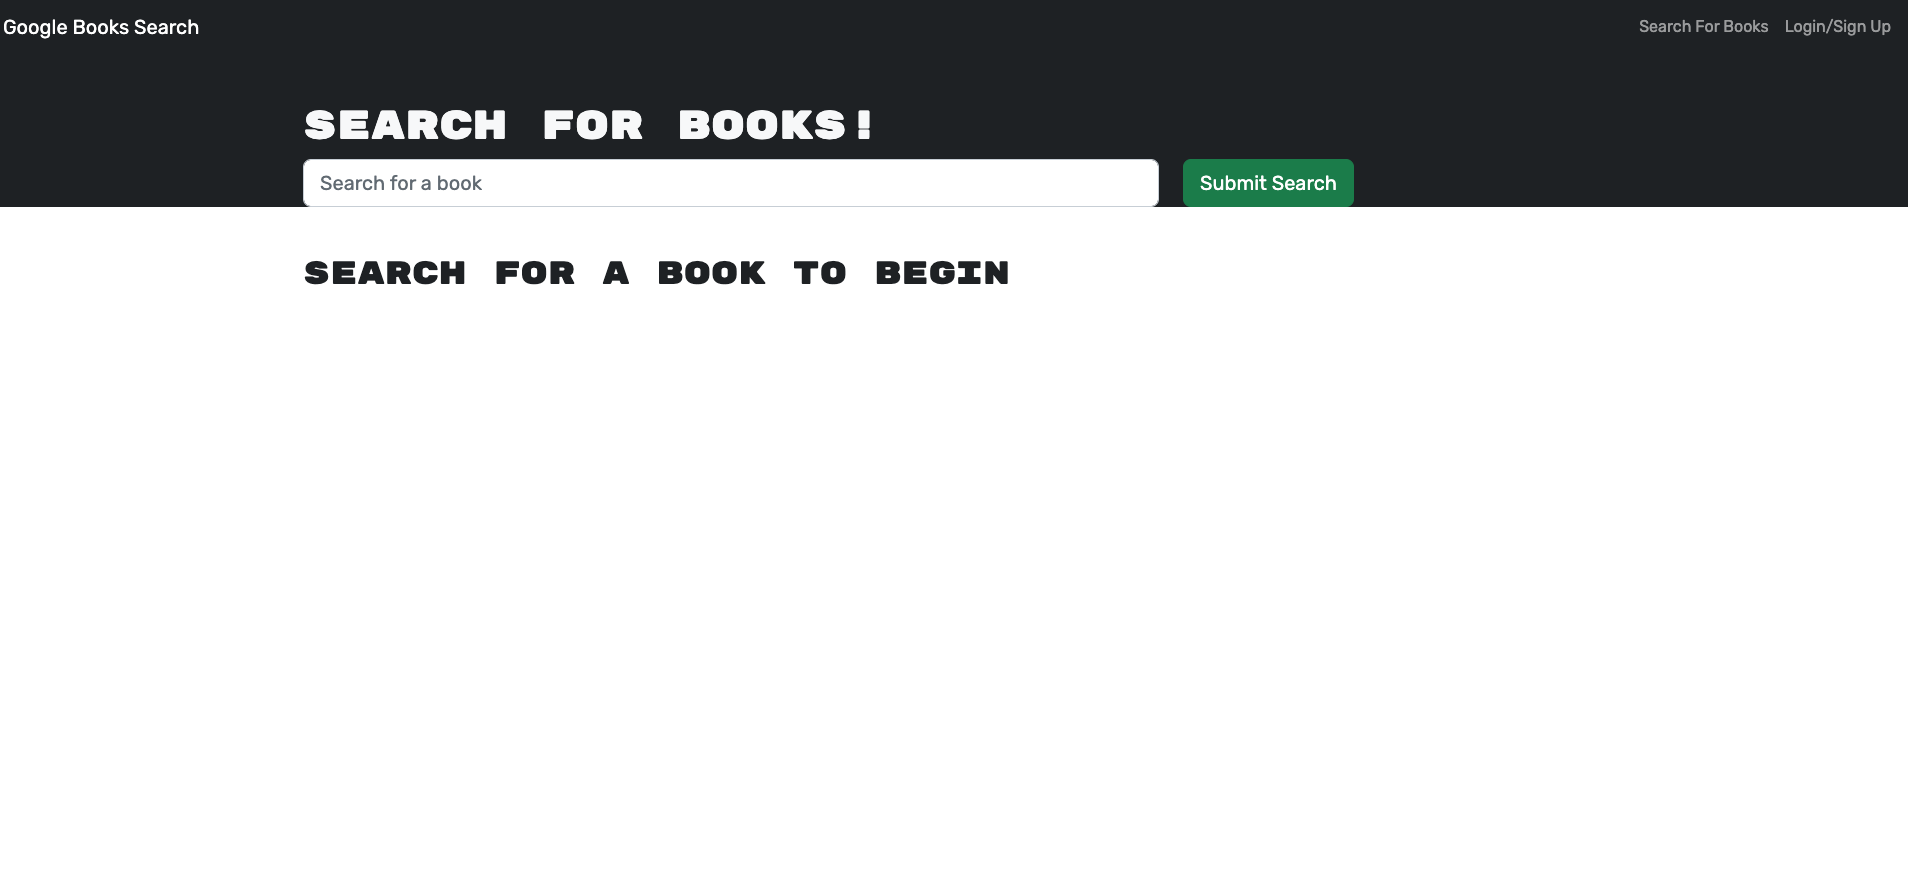 Google Books Search
Search For Books Login/Sign Up
SEARCH FOR BOOKS!
Search for a book
Submit Search
SEARCH FOR A BOOK TO BEGIN